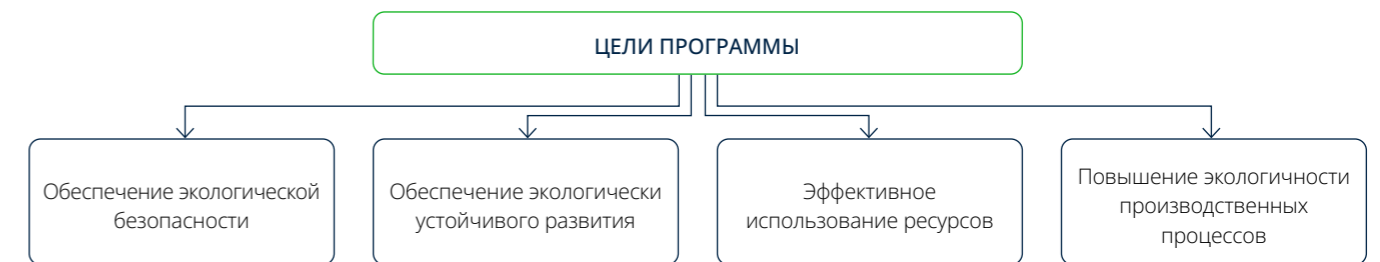 ЦЕЛИ ПРОГРАММЫ
Обеспечение экологической
безопасности
Обеспечение экологически
устойчивого развития
Эффективное
использование ресурсов
Повышение экологичности
производственных
процессов